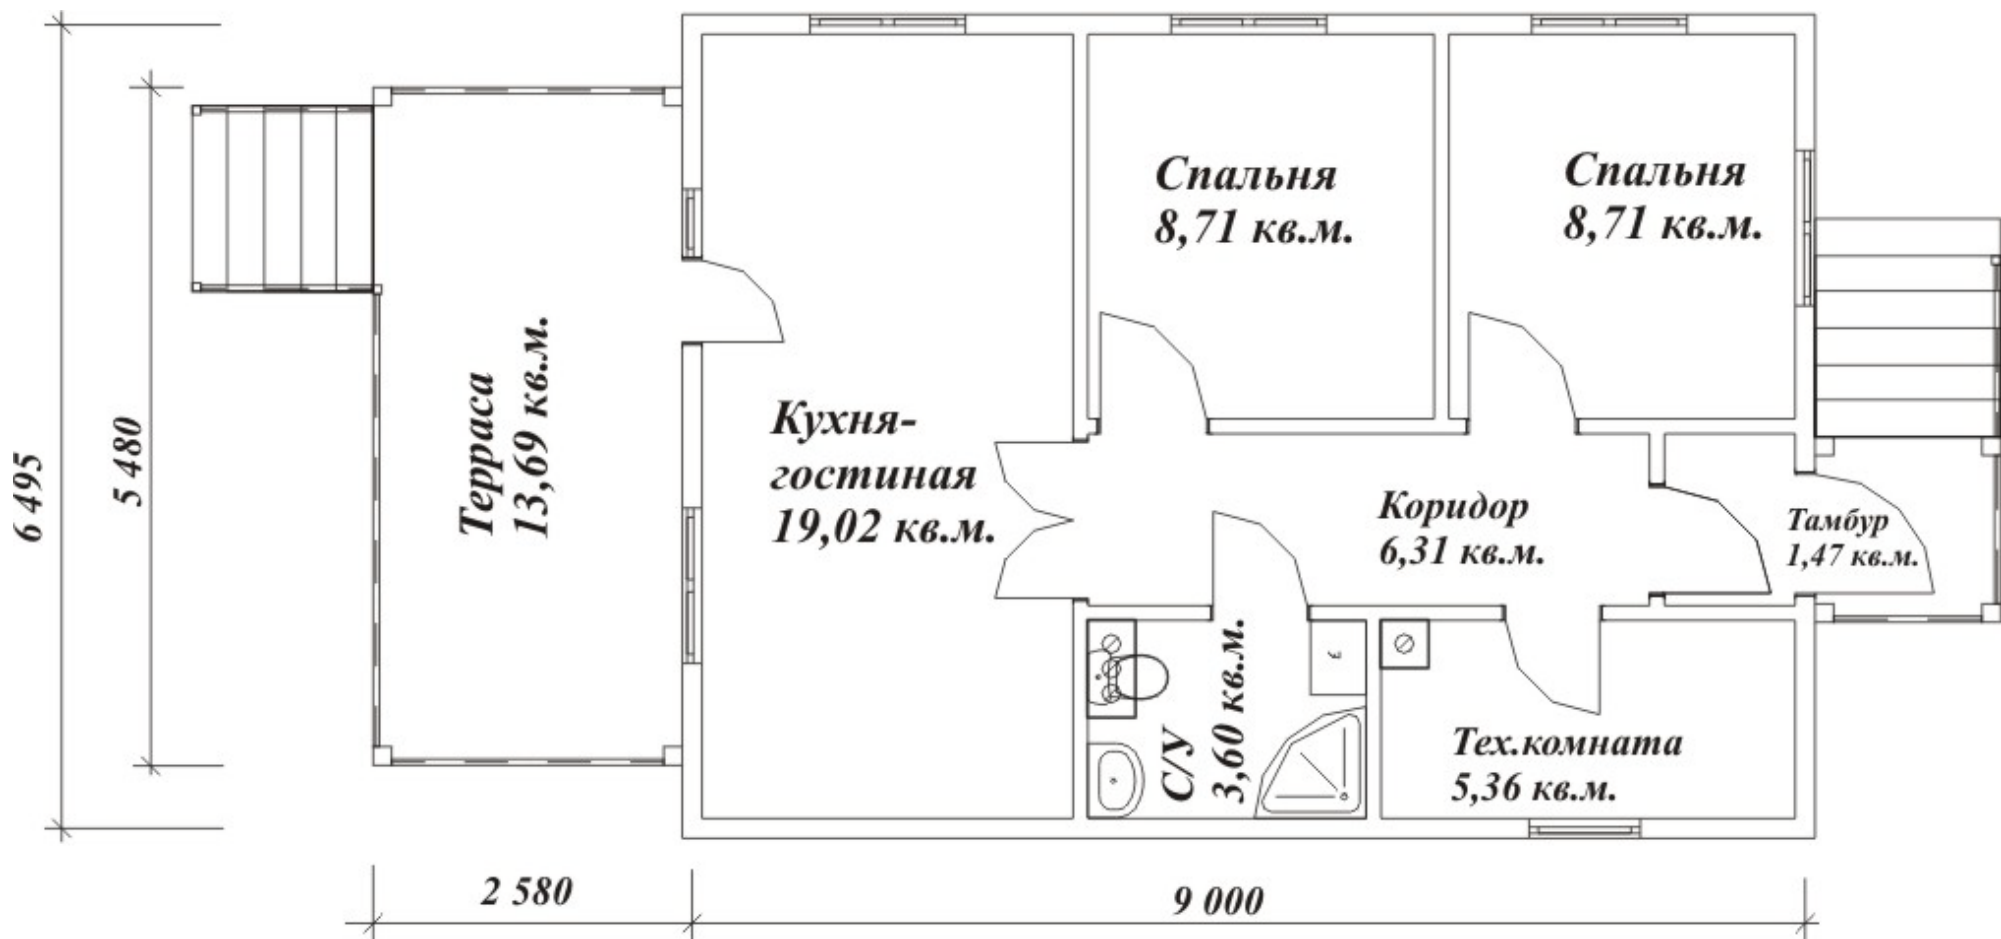 Спальня
8,71 кв.м.
Спальня
8,71 кв.м.
Терраса
13,69 кв.м.
Кухня-
гостиная
19,02 кв.м.
Коридор
6,31 кв.м.
Тамбур
1,47 кв.м.
С/У
3,60 кв.м.
Тех.комната
5,36 кв.м.
6 495
5 480
2 580
9 000